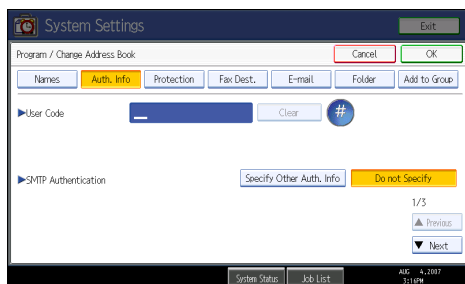 System Settings
Exit
Program / Change Address Book
Cancel
OK
Names
Auth. Info
Protection
Fax Dest.
E-mail
Folder
Add to Group
▶User Code
Clear
#
▶SMTP Authentication
Specify Other Auth. Info
Do not Specify
1/3
▲ Previous
▼ Next
System Status
Job List
AUG 4,2007
3:16PM